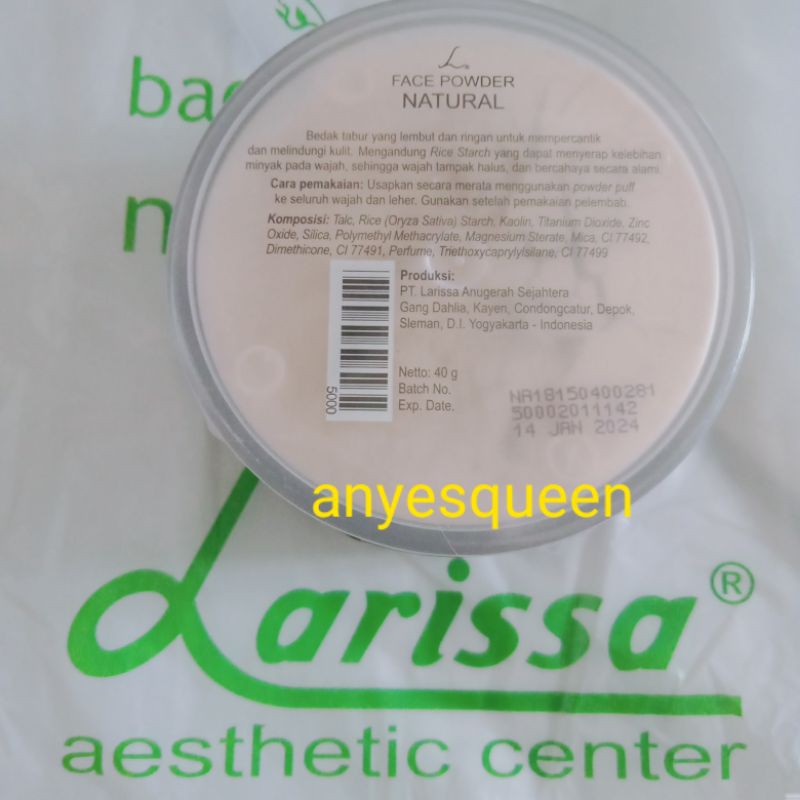 FACE POWDER
NATURAL
Bedak tabur yang lembut dan ringan untuk mempercantik
dan melindungi kulit. Mengandung Rice Starch yang dapat menyerap kelebihan
minyak pada wajah, sehingga wajah tampak halus, dan bercahaya secara alami.
Cara pemakaian: Usapkan secara merata menggunakan powder puff
ke seluruh wajah dan leher. Gunakan setelah pemakaian pelembab.
Komposisi: Talc, Rice (Oryza Sativa) Starch, Kaolin, Titanium Dioxide, Zinc
Oxide, Silica, Polymethyl Methacrylate, Magnesium Sterate, Mica, CI 77492,
Dimethicone, CI 77491, Perfume, Triethoxycaprylylsilane, CI 77499
5000
Produksi:
PT. Larissa Anugerah Sejahtera
Gang Dahlia, Kayen, Condongcatur, Depok,
Sleman, D.I. Yogyakarta - Indonesia
Netto: 40 g
Batch No.
Exp. Date.
NA18150400281
50002011142
14 JAN 2024
anyesqueen
Larissa®
aesthetic center